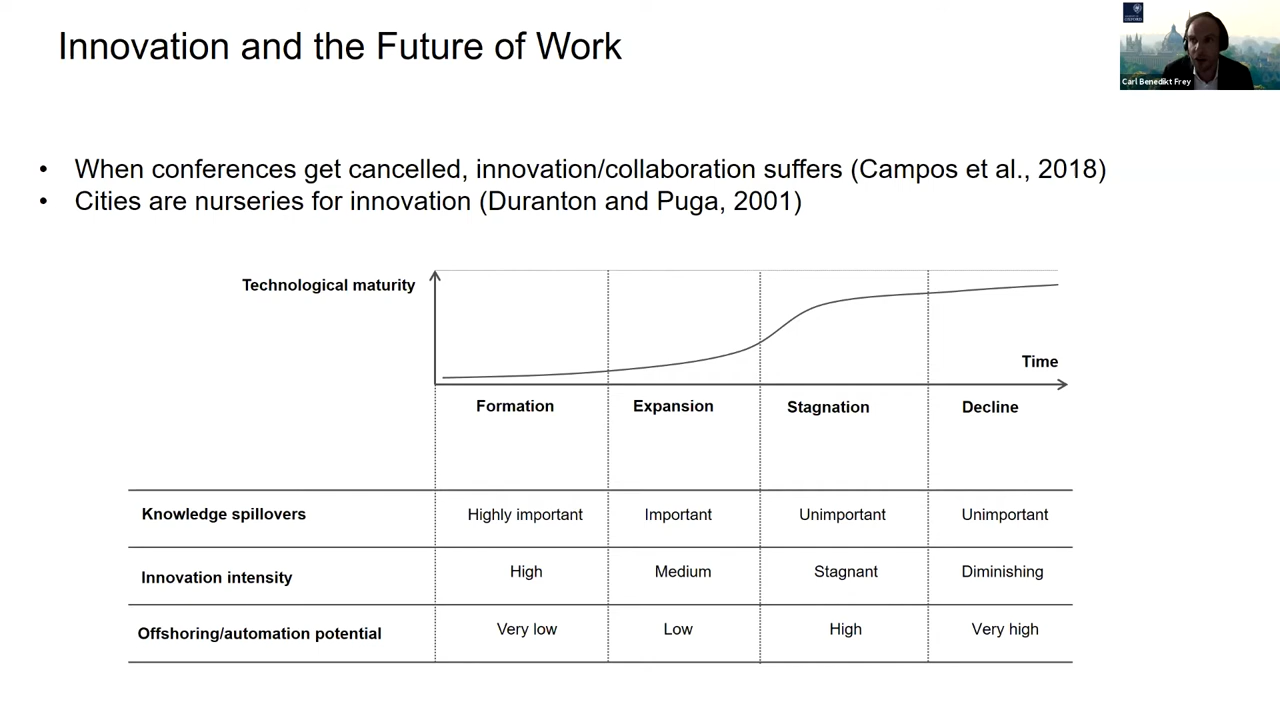 Innovation and the Future of Work
Carl Benedikt Frey
• When conferences get cancelled, innovation/collaboration suffers (Campos et al., 2018)
• Cities are nurseries for innovation (Duranton and Puga, 2001)
Technological maturity
Time
Formation Expansion Stagnation Decline
Knowledge spillovers Highly important Important Unimportant Unimportant
Innovation intensity High Medium Stagnant Diminishing
Offshoring/automation potential Very low Low High Very high